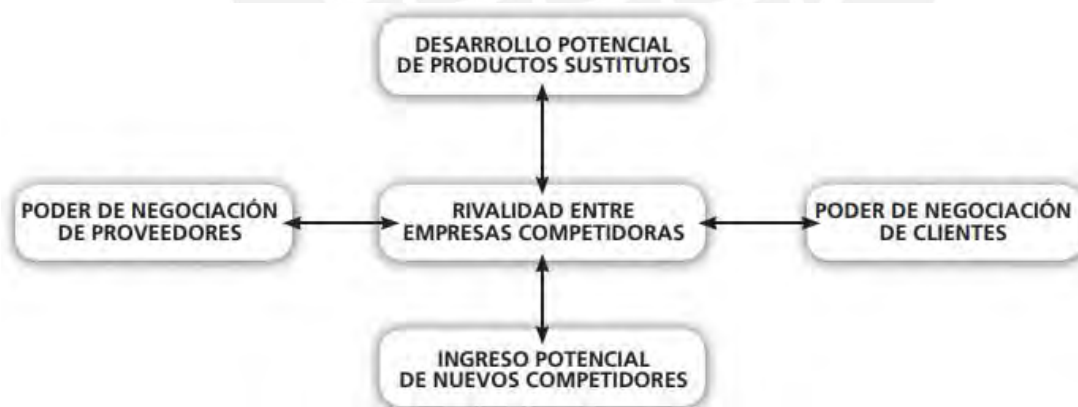 DESARROLLO POTENCIAL
DE PRODUCTOS SUSTITUTOS
PODER DE NEGOCIACIÓN
DE PROVEEDORES
RIVALIDAD ENTRE
EMPRESAS COMPETIDORAS
PODER DE NEGOCIACIÓN
DE CLIENTES
INGRESO POTENCIAL
DE NUEVOS COMPETIDORES